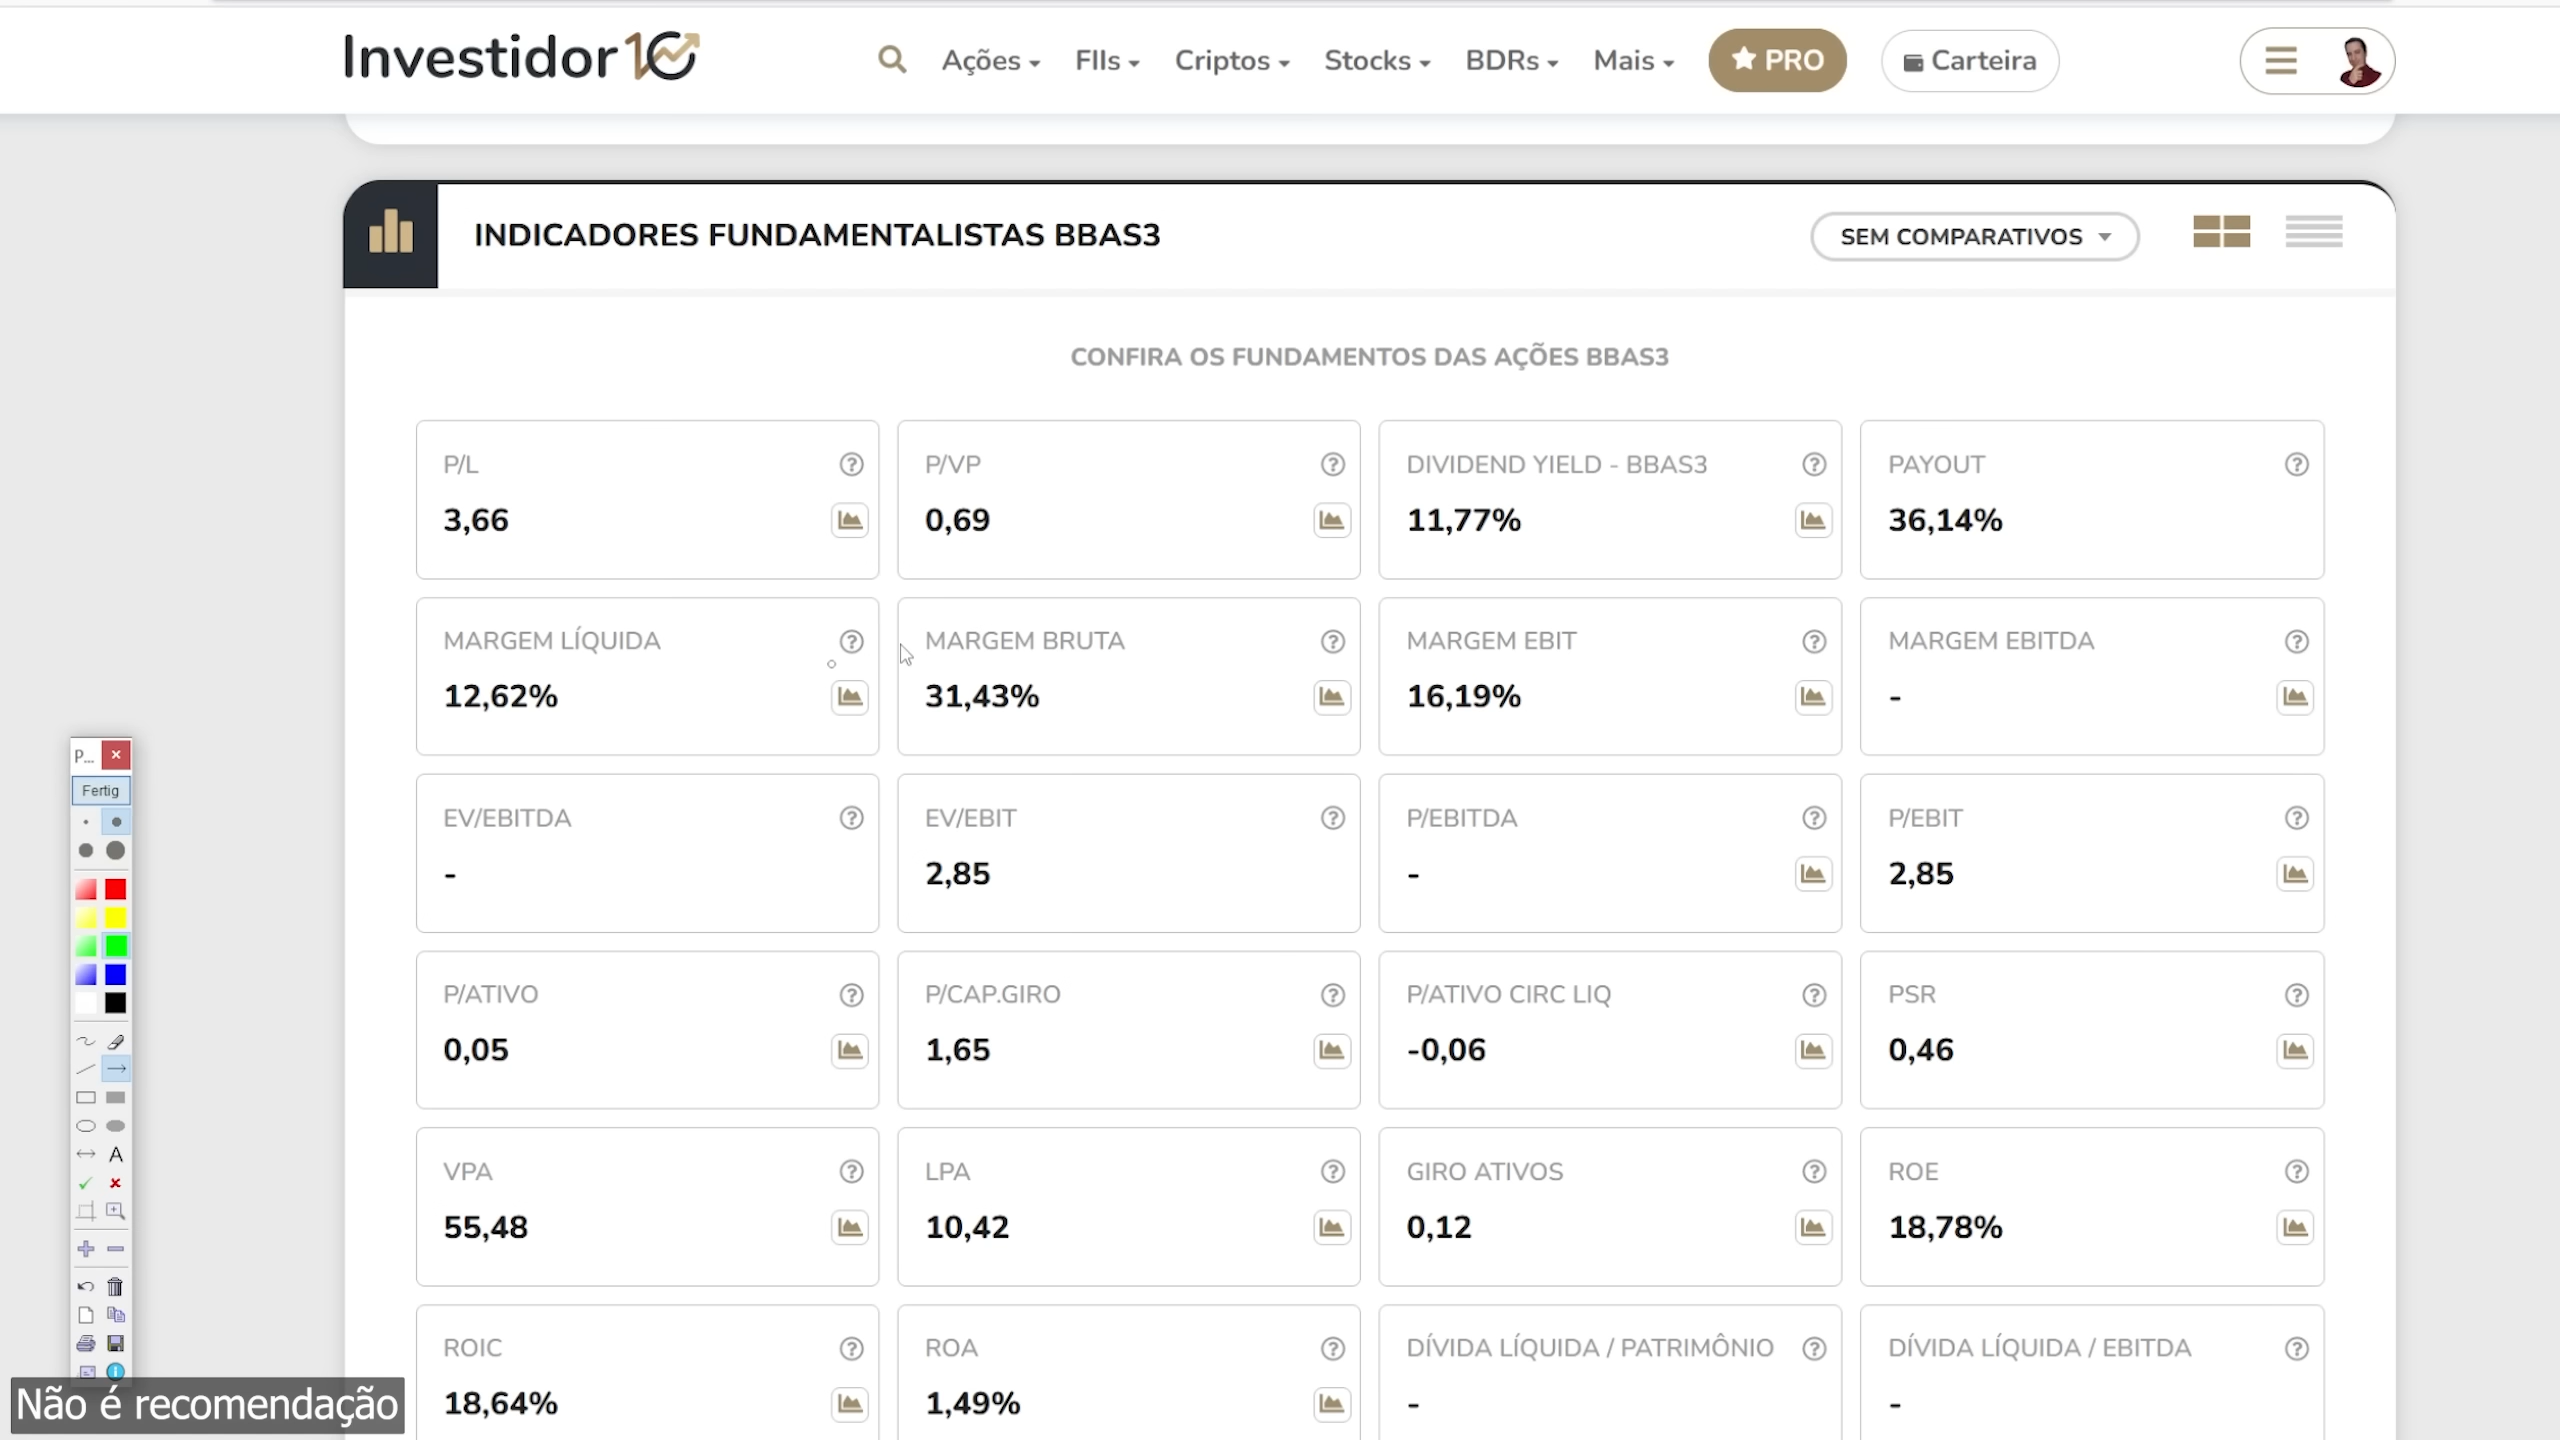 Investidor10
Ações
FIIs
Criptos
Stocks
BDRs
Mais
PRO
Carteira
INDICADORES FUNDAMENTALISTAS BBAS3
SEM COMPARATIVOS
CONFIRA OS FUNDAMENTOS DAS AÇÕES BBAS3
P/L
3,66
P/VP
0,69
DIVIDEND YIELD - BBAS3
11,77%
PAYOUT
36,14%
MARGEM LÍQUIDA
12,62%
MARGEM BRUTA
31,43%
MARGEM EBIT
16,19%
MARGEM EBITDA
-
EV/EBITDA
-
EV/EBIT
2,85
P/EBITDA
-
P/EBIT
2,85
P/ATIVO
0,05
P/CAP.GIRO
1,65
P/ATIVO CIRC LIQ
-0,06
PSR
0,46
VPA
55,48
LPA
10,42
GIRO ATIVOS
0,12
ROE
18,78%
ROIC
18,64%
ROA
1,49%
DÍVIDA LÍQUIDA / PATRIMÔNIO
-
DÍVIDA LÍQUIDA / EBITDA
-
P...
Fertig
A
Não é recomendação